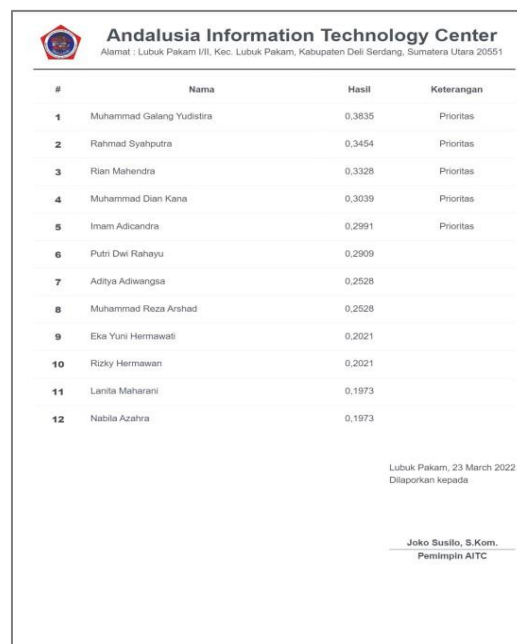 Andalusia Information Technology Center
Alamat : Lubuk Pakam I/II, Kec. Lubuk Pakam, Kabupaten Deli Serdang, Sumatera Utara 20551
# Nama Hasil Keterangan
1 Muhammad Galang Yudistira 0,3835 Prioritas
2 Rahmad Syahputra 0,3454 Prioritas
3 Rian Mahendra 0,3328 Prioritas
4 Muhammad Dian Kana 0,3039 Prioritas
5 Imam Adicandra 0,2991 Prioritas
6 Putri Dwi Rahayu 0,2909
7 Aditya Adiwangsa 0,2528
8 Muhammad Reza Arshad 0,2528
9 Eka Yuni Hermawati 0,2021
10 Rizky Hermawan 0,2021
11 Lanita Maharani 0,1973
12 Nabila Azahra 0,1973
Lubuk Pakam, 23 March 2022
Dilaporkan kepada
Joko Susilo, S.Kom.
Pemimpin AITC